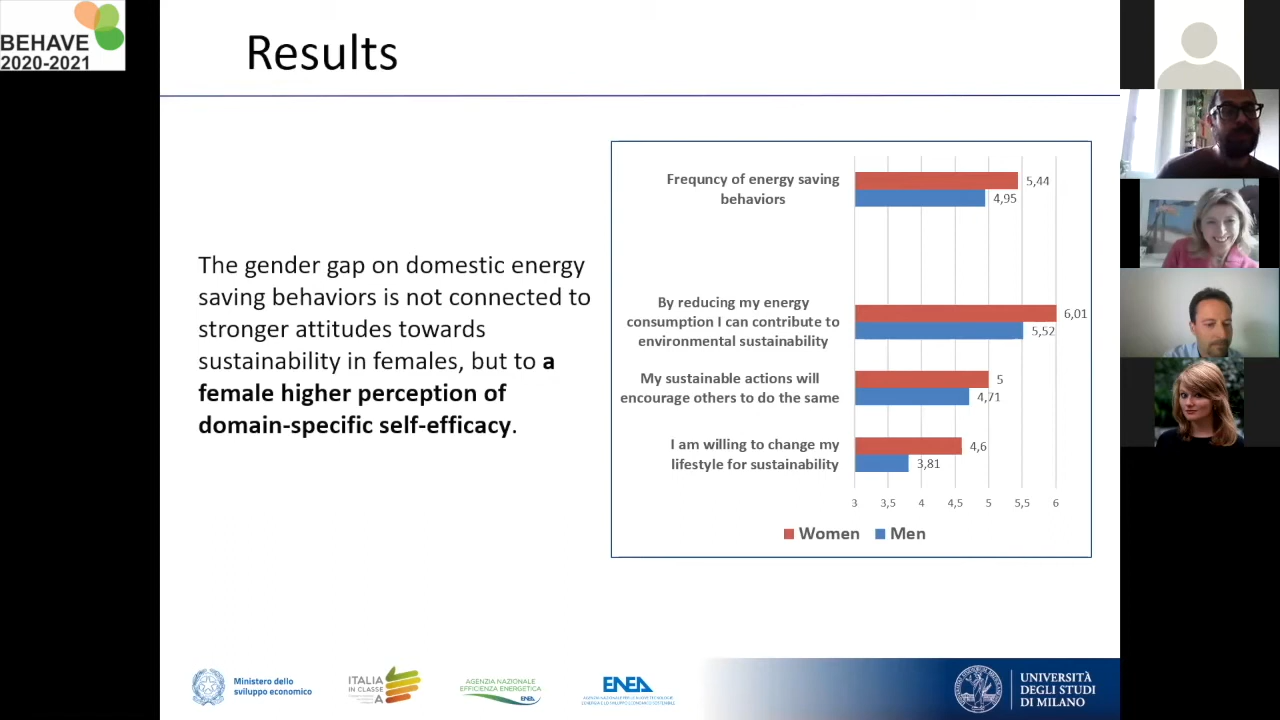 BEHAVE
2020-2021
Results
The gender gap on domestic energy
saving behaviors is not connected to
stronger attitudes towards
sustainability in females, but to a
female higher perception of
domain-specific self-efficacy.
Frequncy of energy saving
behaviors
5,44
4,95
By reducing my energy
consumption I can contribute to
environmental sustainability
6,01
5,52
My sustainable actions will
encourage others to do the same
5
4,71
I am willing to change my
lifestyle for sustainability
4,6
3,81
3 3,5 4 4,5 5 5,5 6
Women Men
Ministero dello
sviluppo economico
ITALIA
IN CLASSE
A
AGENZIA NAZIONALE
EFFICIENZA ENERGETICA
ENEA
ENEA
UNIVERSITÀ
DEGLI STUDI
DI MILANO